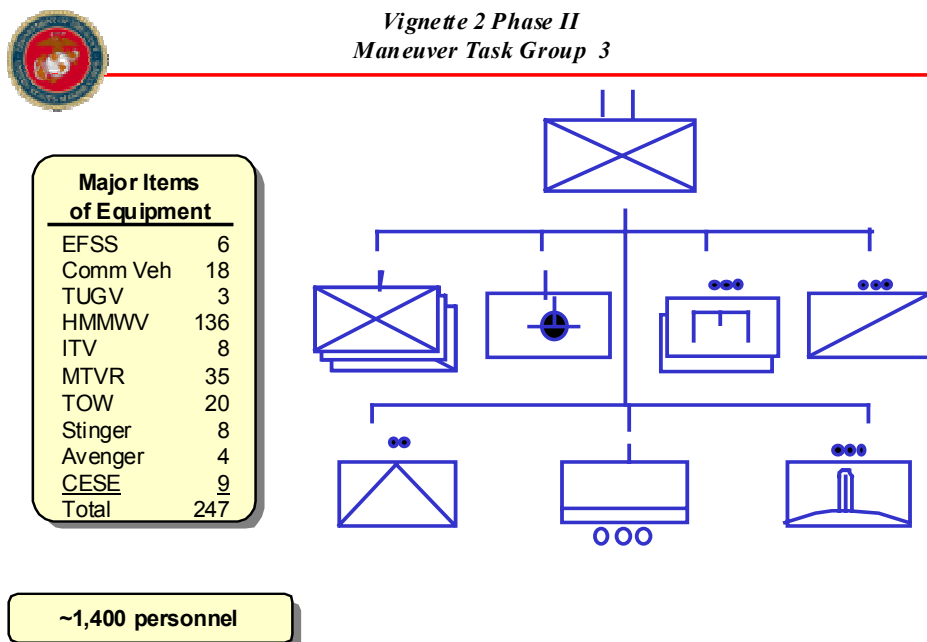 Vignette 2 Phase II
Maneuver Task Group 3
Major Items
of Equipment
EFSS 6
Comm Veh 18
TUGV 3
HMMWV 136
ITV 8
MTVR 35
TOW 20
Stinger 8
Avenger 4
CESE 9
Total 247
~1,400 personnel